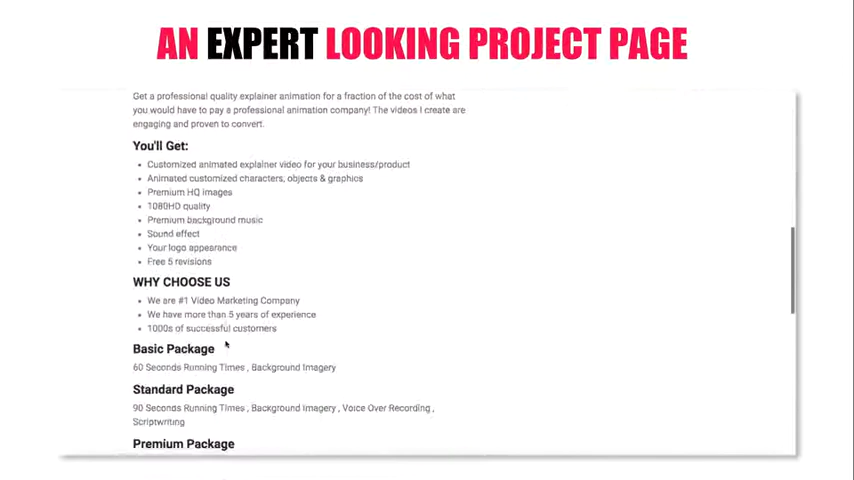 AN EXPERT LOOKING PROJECT PAGE
Get a professional quality explainer animation for a fraction of the cost of what
you would have to pay a professional animation company! The videos I create are
engaging and proven to convert.
You'll Get:
• Customized animated explainer video for your business/product
• Animated customized characters, objects & graphics
• Premium HQ images
• 1080HD quality
• Premium background music
• Sound effect
• Your logo appearance
• Free 5 revisions
WHY CHOOSE US
• We are #1 Video Marketing Company
• We have more than 5 years of experience
• 1000s of successful customers
Basic Package
60 Seconds Running Times , Background Imagery
Standard Package
90 Seconds Running Times , Background Imagery , Voice Over Recording ,
Scriptwriting
Premium Package